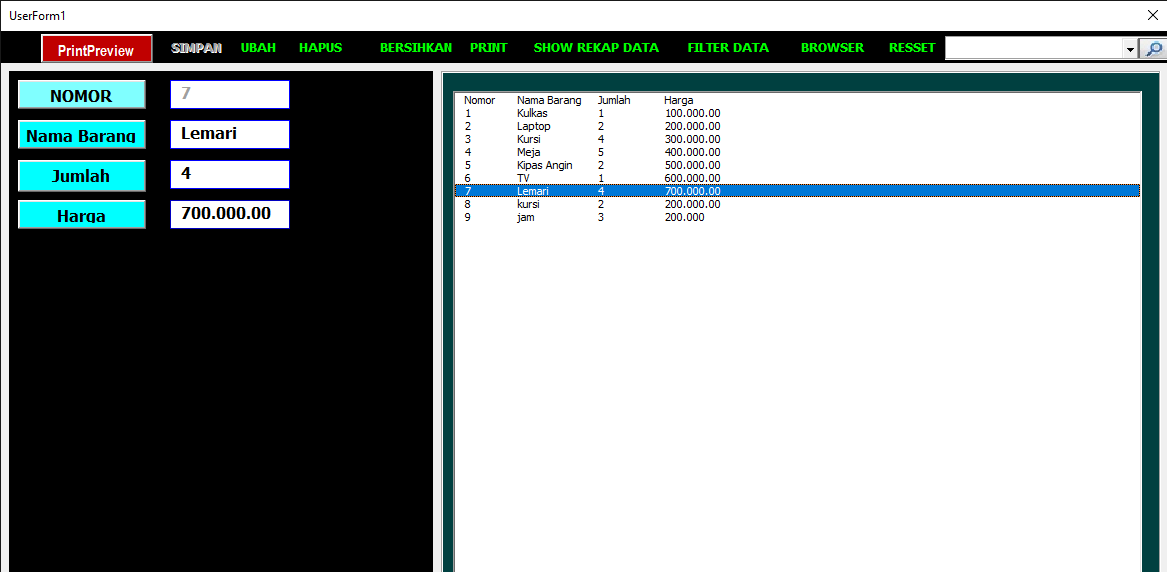 UserForm1
PrintPreview SIMPAN UBAH HAPUS BERSIHKAN PRINT SHOW REKAP DATA FILTER DATA BROWSER RESSET
NOMOR 7
Nama Barang Lemari
Jumlah 4
Harga 700.000.00
Nomor Nama Barang Jumlah Harga
1 Kulkas 1 100.000.00
2 Laptop 2 200.000.00
3 Kursi 4 300.000.00
4 Meja 5 400.000.00
5 Kipas Angin 2 500.000.00
6 TV 1 600.000.00
7 Lemari 4 700.000.00
8 kursi 2 200.000.00
9 jam 3 200.000